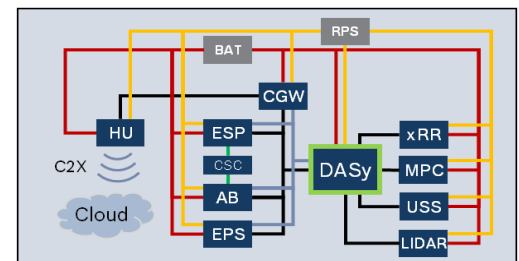 RPS
BAT
CGW
HU
ESP
xRR
C2X
CSC
DASy
MPC
Cloud
AB
USS
EPS
LIDAR